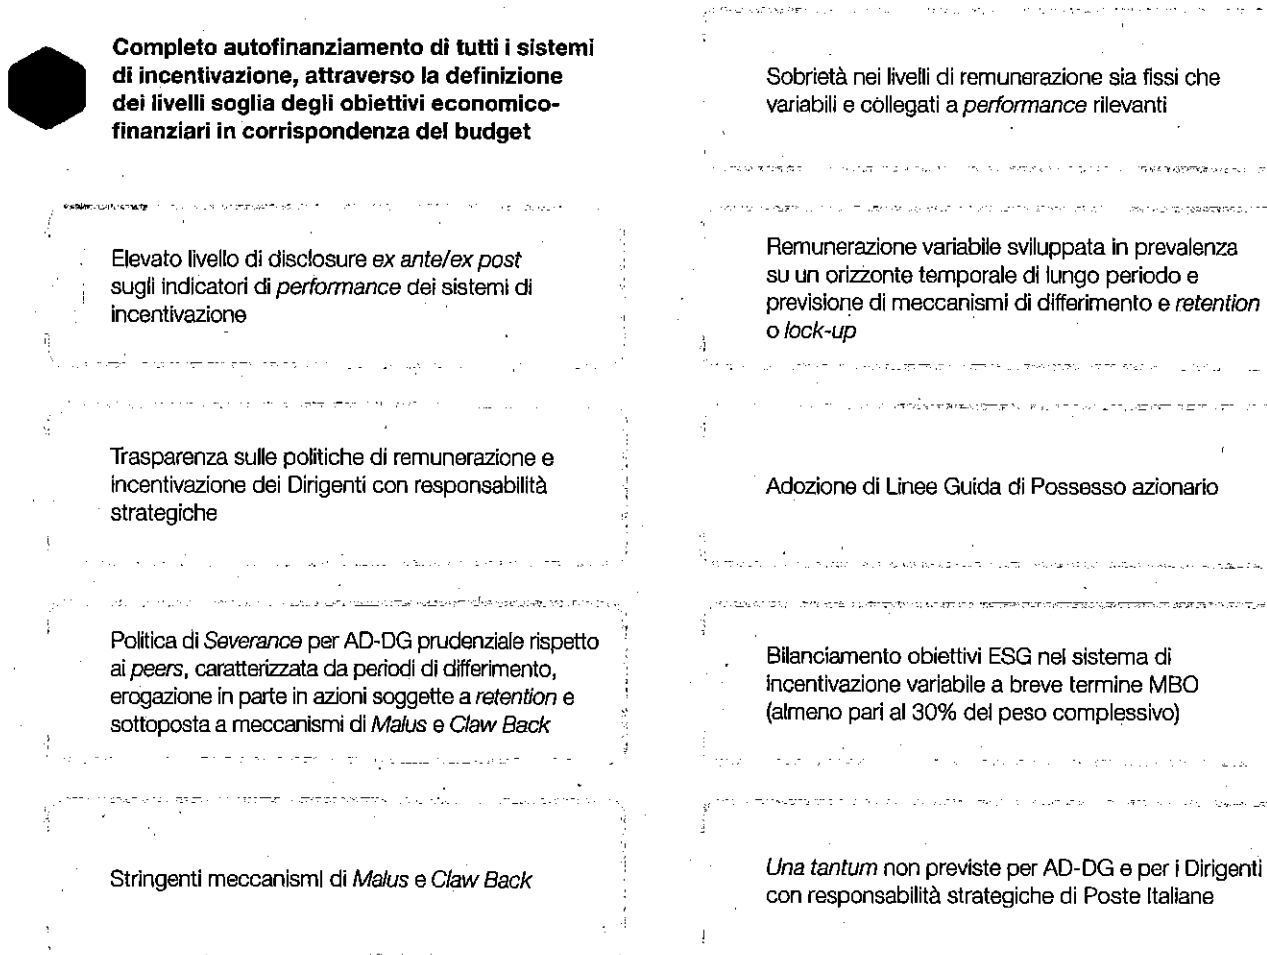 Completo autofinanziamento di tutti i sistemi
di incentivazione, attraverso la definizione
dei livelli soglia degli obiettivi economico-
finanziari in corrispondenza del budget
Sobrietà nei livelli di remunerazione sia fissi che
variabili e collegati a performance rilevanti
Elevato livello di disclosure ex ante/ex post
sugli indicatori di performance dei sistemi di
incentivazione
Remunerazione variabile sviluppata in prevalenza
su un orizzonte temporale di lungo periodo e
previsione di meccanismi di differimento e retention
o lock-up
Trasparenza sulle politiche di remunerazione e
incentivazione dei Dirigenti con responsabilità
strategiche
Adozione di Linee Guida di Possesso azionario
Politica di Severance per AD-DG prudenziale rispetto
ai peers, caratterizzata da periodi di differimento,
erogazione in parte in azioni soggette a retention e
sottoposta a meccanismi di Malus e Claw Back
Bilanciamento obiettivi ESG nel sistema di
incentivazione variabile a breve termine MBO
(almeno pari al 30% del peso complessivo)
Stringenti meccanismi di Malus e Claw Back
Una tantum non previste per AD-DG e per i Dirigenti
con responsabilità strategiche di Poste Italiane